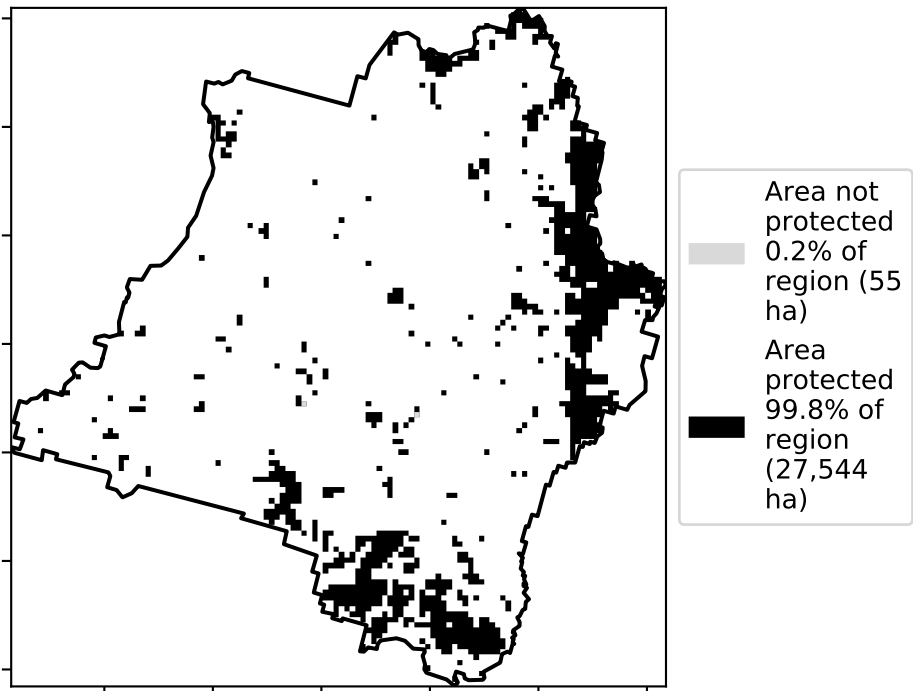 Area not
protected
0.2% of
region (55
ha)
Area
protected
99.8% of
region
(27,544
ha)